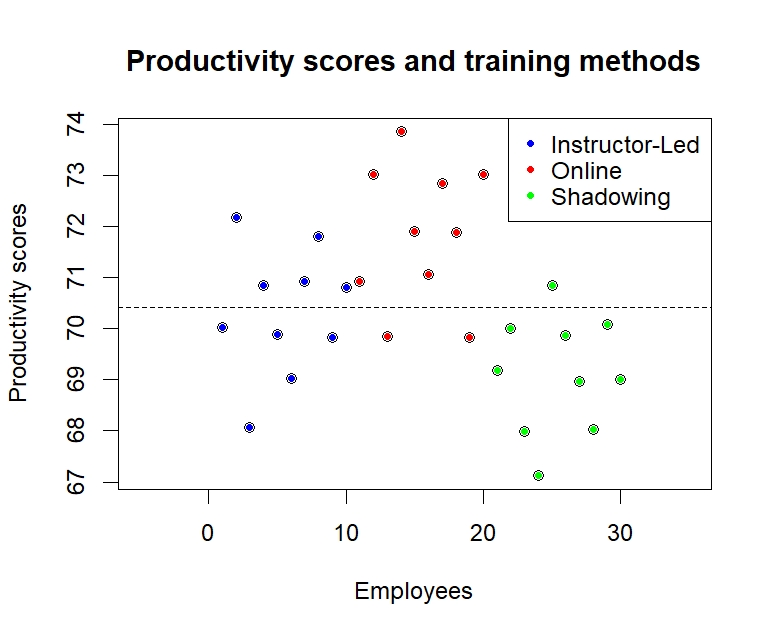 Productivity scores and training methods
Productivity scores
74
73
72
71
70
69
68
67
Instructor-Led
Online
Shadowing
0 10 20 30
Employees